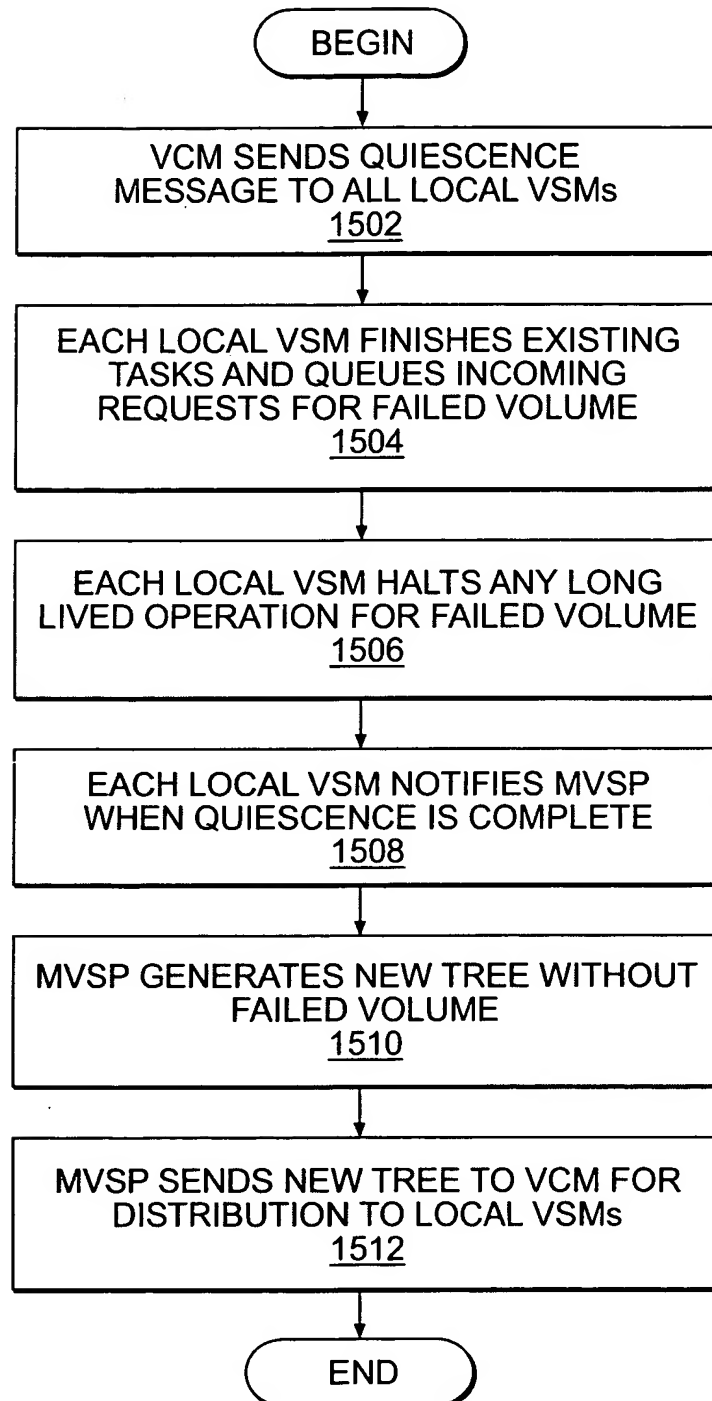 BEGIN
VCM SENDS QUIESCENCE
MESSAGE TO ALL LOCAL VSMs
1502
EACH LOCAL VSM FINISHES EXISTING
TASKS AND QUEUES INCOMING
REQUESTS FOR FAILED VOLUME
1504
EACH LOCAL VSM HALTS ANY LONG
LIVED OPERATION FOR FAILED VOLUME
1506
EACH LOCAL VSM NOTIFIES MVSP
WHEN QUIESCENCE IS COMPLETE
1508
MVSP GENERATES NEW TREE WITHOUT
FAILED VOLUME
1510
MVSP SENDS NEW TREE TO VCM FOR
DISTRIBUTION TO LOCAL VSMs
1512
END